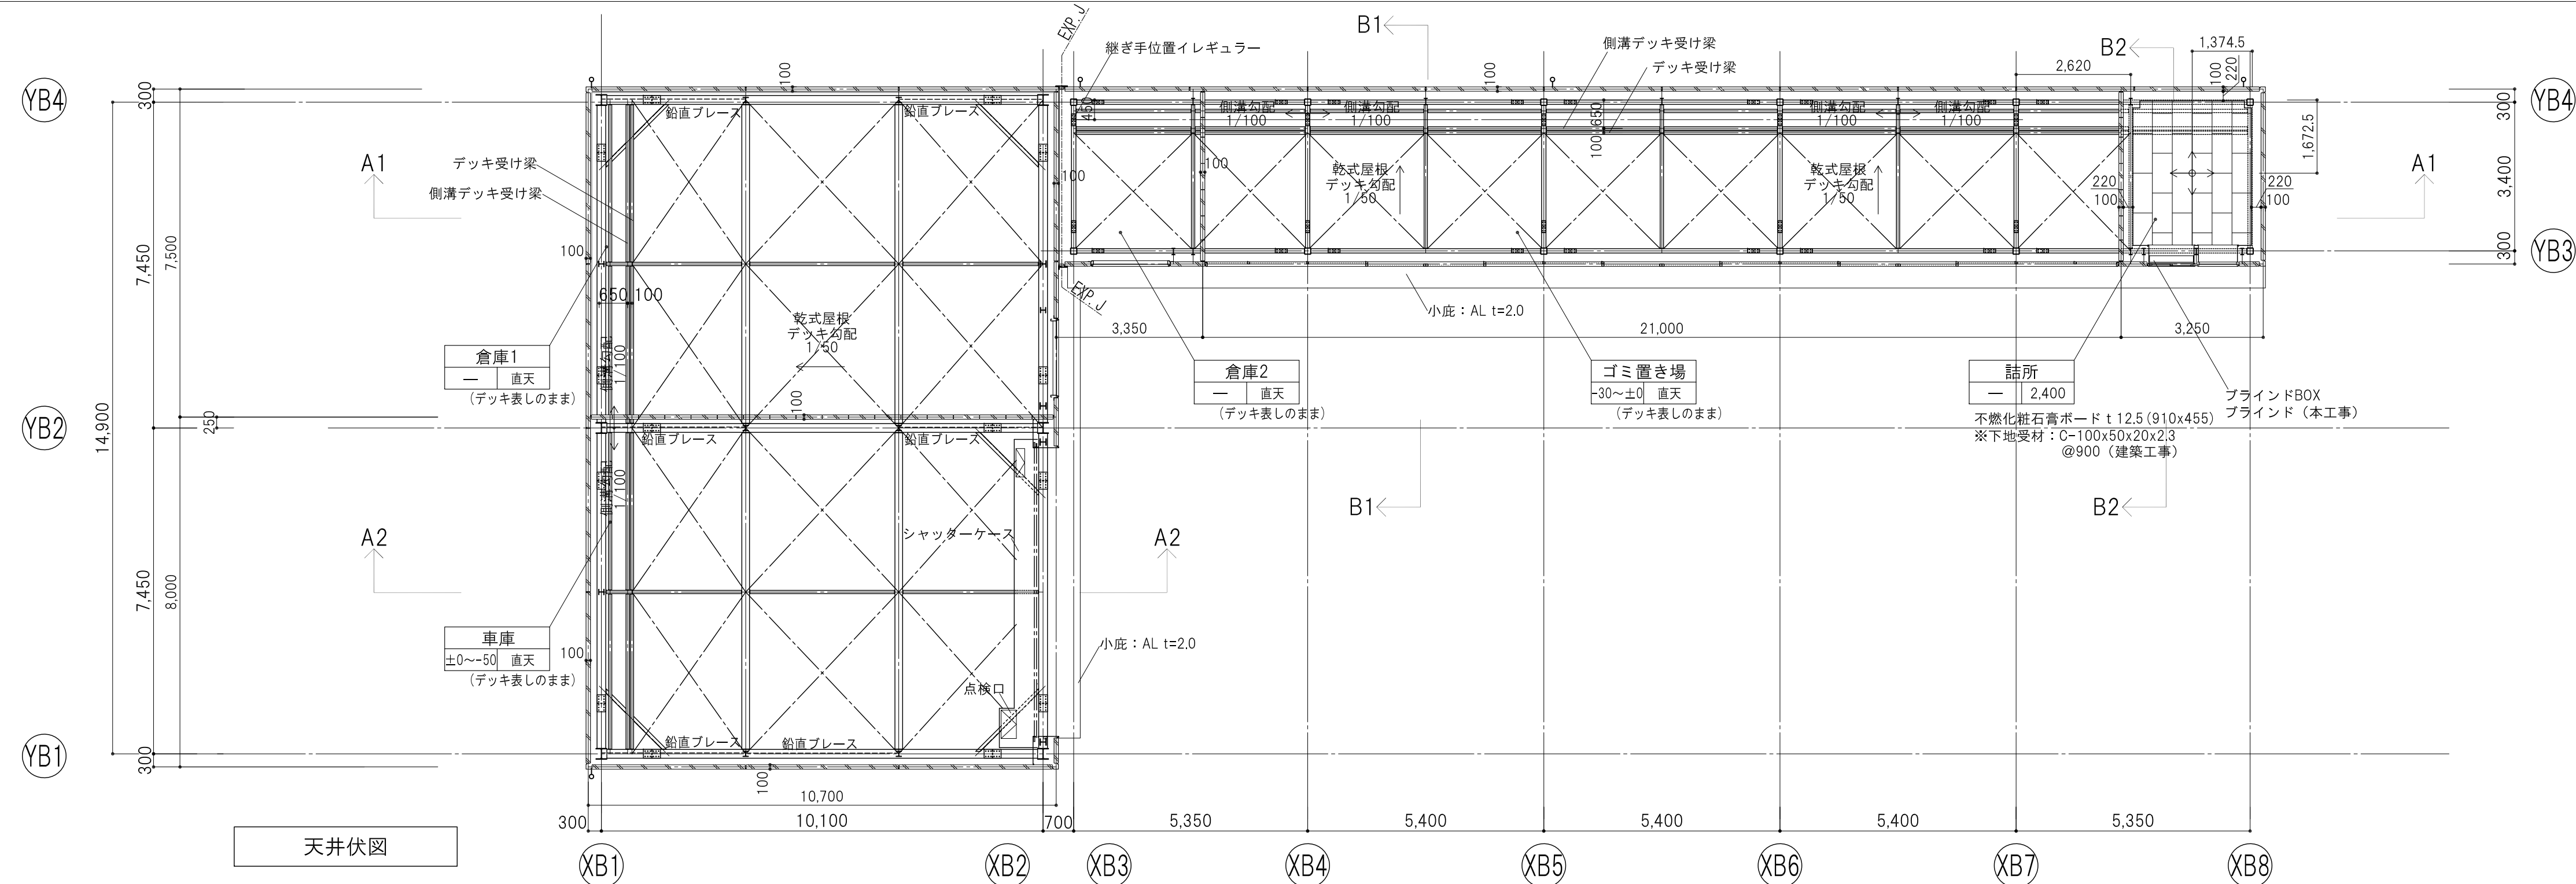 EXP.J
B1
継ぎ手位置イレギュラー
側溝デッキ受け梁
デッキ受け梁
B2
1,374.5
2,620
100
220
YB4
300
100
100
YB4
300
鉛直ブレース
鉛直ブレース
450
側溝勾配
1/100
側溝勾配
1/100
側溝勾配
1/100
側溝勾配
1/100
650
100
1,672.5
A1
デッキ受け梁
側溝デッキ受け梁
100
100
乾式屋根
デッキ勾配
1/50
乾式屋根
デッキ勾配
1/50
220
100
220
100
3,400
A1
7,450
7,500
100
YB3
300
650 100
EXP.J
小庇：AL t=2.0
乾式屋根
デッキ勾配
1/50
3,350
21,000
3,250
側溝勾配
1/100
倉庫1
― 直天
(デッキ表しのまま)
倉庫2
― 直天
(デッキ表しのまま)
ゴミ置き場
-30～±0 直天
(デッキ表しのまま)
詰所
― 2,400
ブラインドBOX
ブラインド（本工事）
不燃化粧石膏ボード t 12.5(910x455)
※下地受材：C-100x50x20x2.3
@900（建築工事）
100
14,900
250
YB2
鉛直ブレース
鉛直ブレース
側溝勾配
1/100
B1
B2
A2
シャッターケース
A2
7,450
8,000
車庫
±0～-50 直天
(デッキ表しのまま)
100
小庇：AL t=2.0
点検口
鉛直ブレース
鉛直ブレース
YB1
300
100
10,700
300
10,100
700
5,350
5,400
5,400
5,400
5,350
天井伏図
XB1
XB2
XB3
XB4
XB5
XB6
XB7
XB8